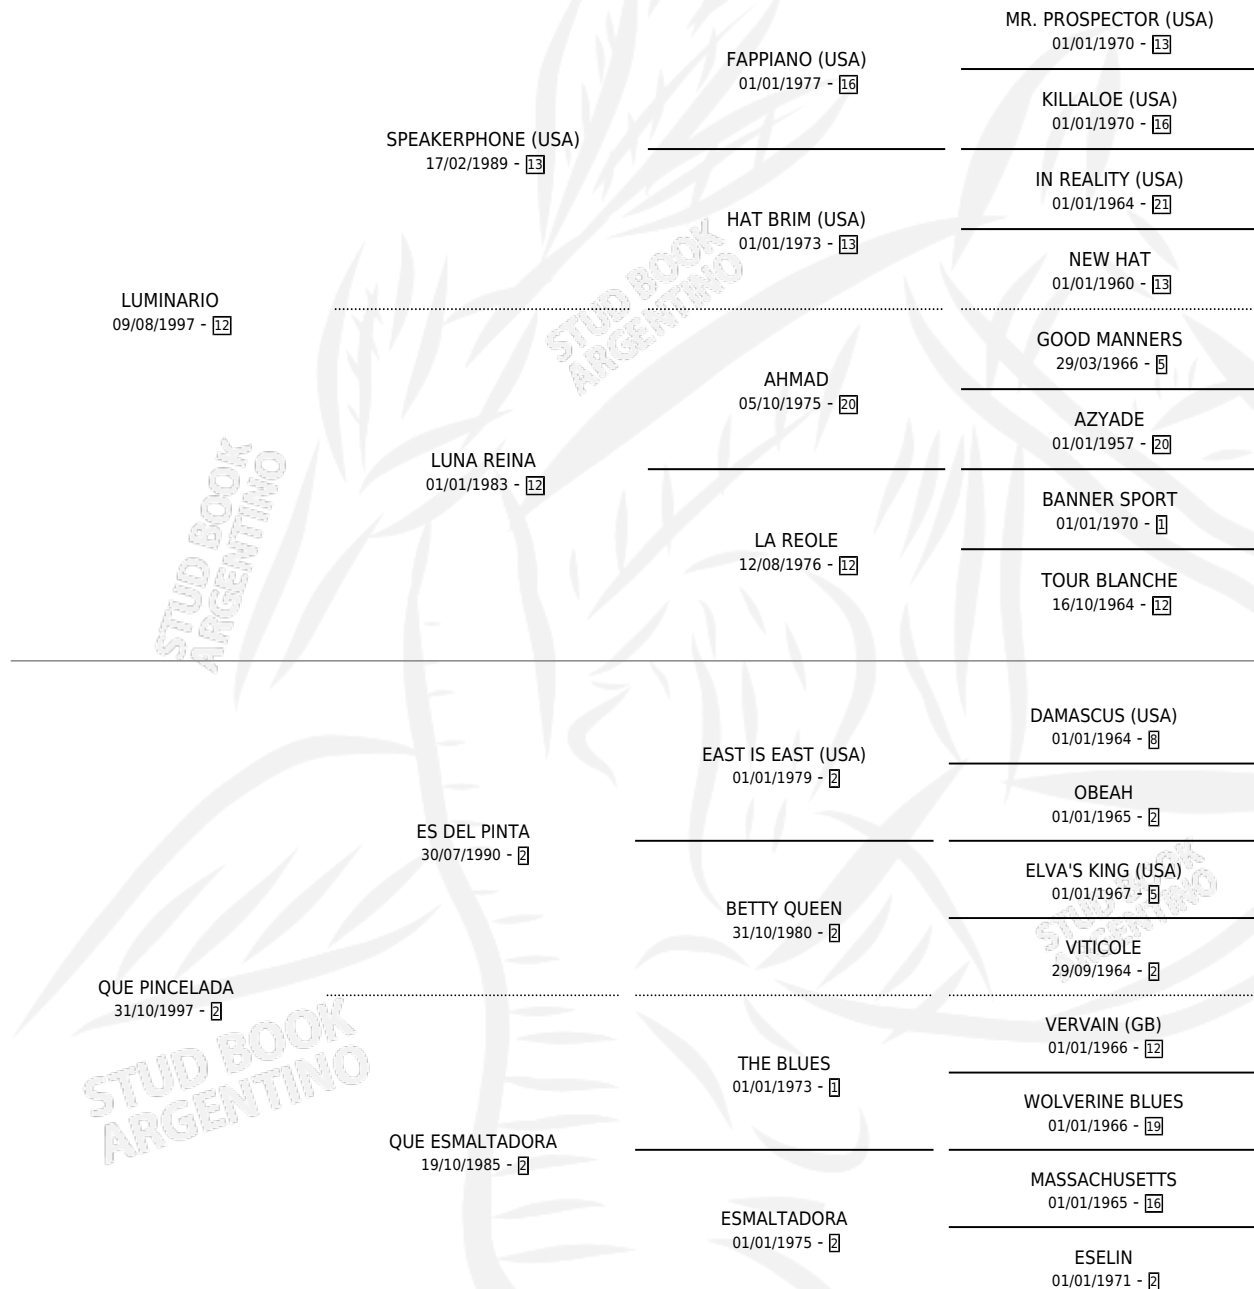 MR. PROSPECTOR (USA)
01/01/1970 - 13
FAPPIANO (USA)
01/01/1977 - 16
KILLALOE (USA)
01/01/1970 - 16
SPEAKERPHONE (USA)
17/02/1989 - 13
IN REALITY (USA)
01/01/1964 - 21
HAT BRIM (USA)
01/01/1973 - 13
NEW HAT
01/01/1960 - 13
LUMINARIO
09/08/1997 - 12
GOOD MANNERS
29/03/1966 - 5
AHMAD
05/10/1975 - 20
AZYADE
01/01/1957 - 20
LUNA REINA
01/01/1983 - 12
BANNER SPORT
01/01/1970 - 1
LA REOLE
12/08/1976 - 12
TOUR BLANCHE
16/10/1964 - 12
STUD BOOK
ARGENTINO
STUD BOOK
ARGENTINO
DAMASCUS (USA)
01/01/1964 - 8
EAST IS EAST (USA)
01/01/1979 - 2
OBEAH
01/01/1965 - 2
ES DEL PINTA
30/07/1990 - 2
ELVA'S KING (USA)
01/01/1967 - 5
BETTY QUEEN
31/10/1980 - 2
VITICOLE
29/09/1964 - 2
STUD BOOK
ARGENTINO
QUE PINCELADA
31/10/1997 - 2
VERVAIN (GB)
01/01/1966 - 12
THE BLUES
01/01/1973 - 1
WOLVERINE BLUES
01/01/1966 - 19
STUD BOOK
ARGENTINO
QUE ESMALTADORA
19/10/1985 - 2
MASSACHUSETTS
01/01/1965 - 16
ESMALTADORA
01/01/1975 - 2
ESELIN
01/01/1971 - 2